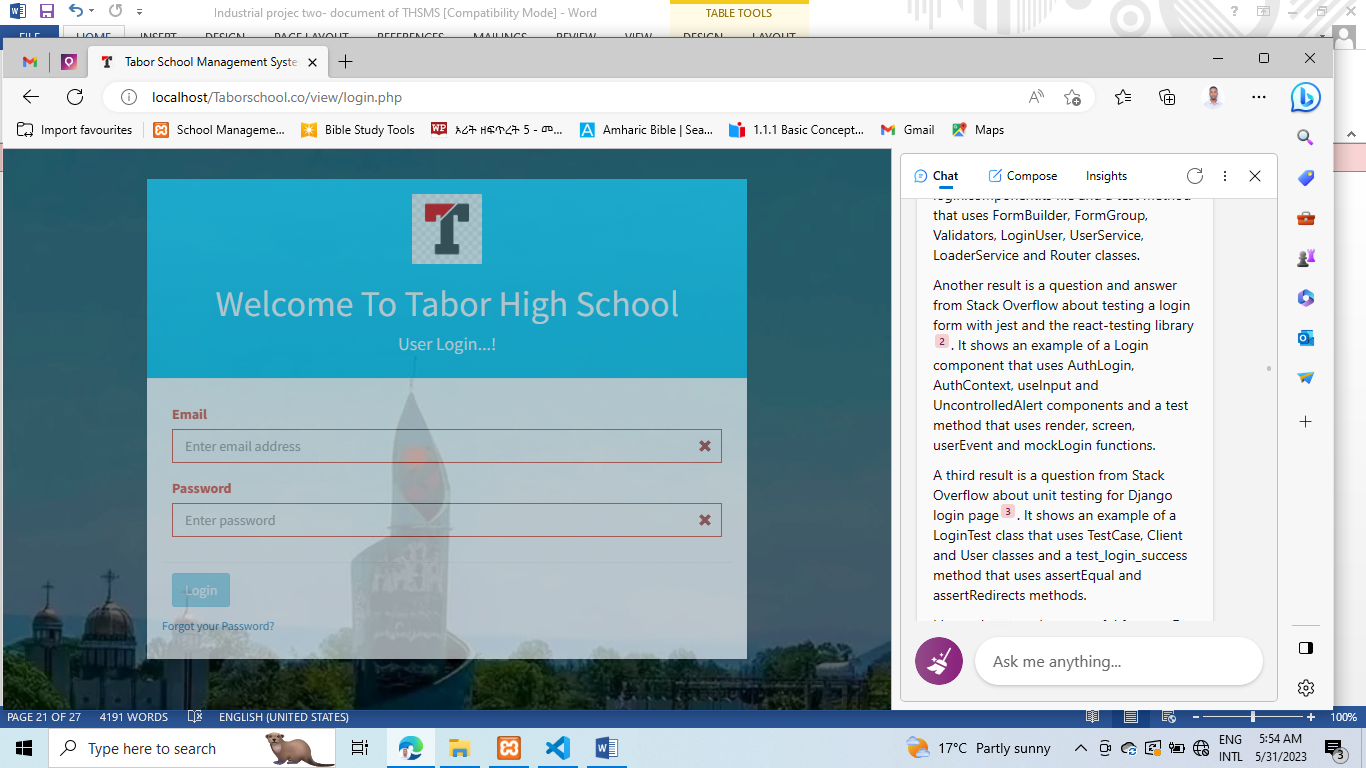 Industrial projec two- document of THSMS [Compatibility Mode] - Word
TABLE TOOLS
FILE HOME INSERT DESIGN PAGE LAYOUT REFERENCES MAILINGS REVIEW VIEW DESIGN LAYOUT
Tabor School Management Syste
localhost/Taborschool.co/view/login.php
Import favourites School Manageme... Bible Study Tools ኦሪት ዘፍጥረት 5 - መ... Amharic Bible | Sea... 1.1.1 Basic Concept... Gmail Maps
Welcome To Tabor High School
User Login...!
Email
Enter email address
Password
Enter password
Login
Forgot your Password?
Chat Compose Insights
that uses FormBuilder, FormGroup,
Validators, LoginUser, UserService,
LoaderService and Router classes.
Another result is a question and answer
from Stack Overflow about testing a login
form with jest and the react-testing library
2 . It shows an example of a Login
component that uses AuthLogin,
AuthContext, useInput and
UncontrolledAlert components and a test
method that uses render, screen,
userEvent and mockLogin functions.
A third result is a question from Stack
Overflow about unit testing for Django
login page 3 . It shows an example of a
LoginTest class that uses TestCase, Client
and User classes and a test_login_success
method that uses assertEqual and
assertRedirects methods.
Ask me anything...
PAGE 21 OF 27 4191 WORDS ENGLISH (UNITED STATES) 100%
Type here to search
17°C Partly sunny
ENG
INTL
5:54 AM
5/31/2023
3